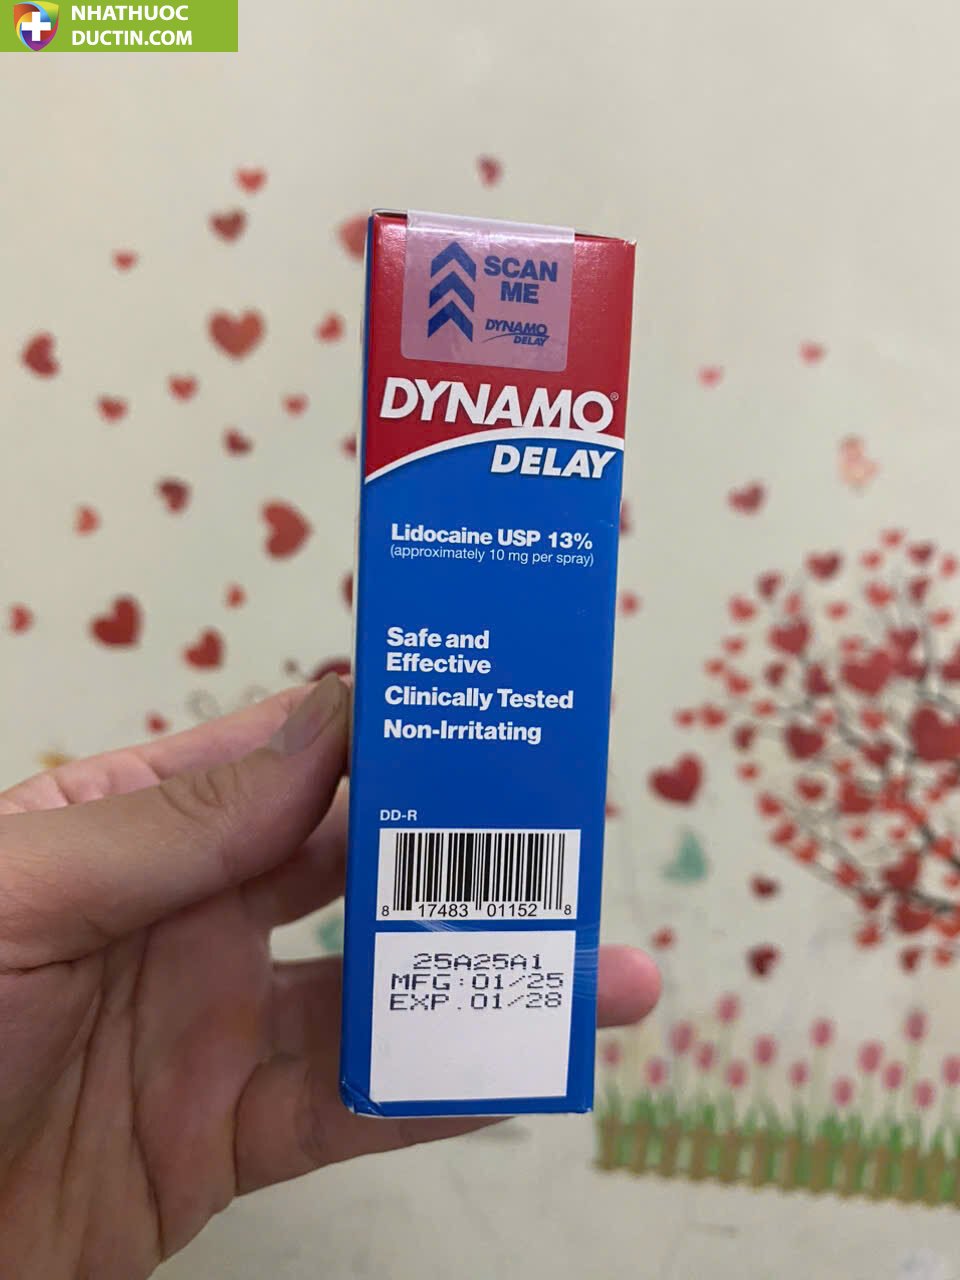 NHATHUOC
DUCTIN.COM
SCAN
ME
DYNAMO
DELAY
DYNAMO®
DELAY
Lidocaine USP 13%
(approximately 10 mg per spray)
Safe and
Effective
Clinically Tested
Non-Irritating
DD-R
8 17483 01152 8
25A25A1
MFG:01/25
EXP.01/28